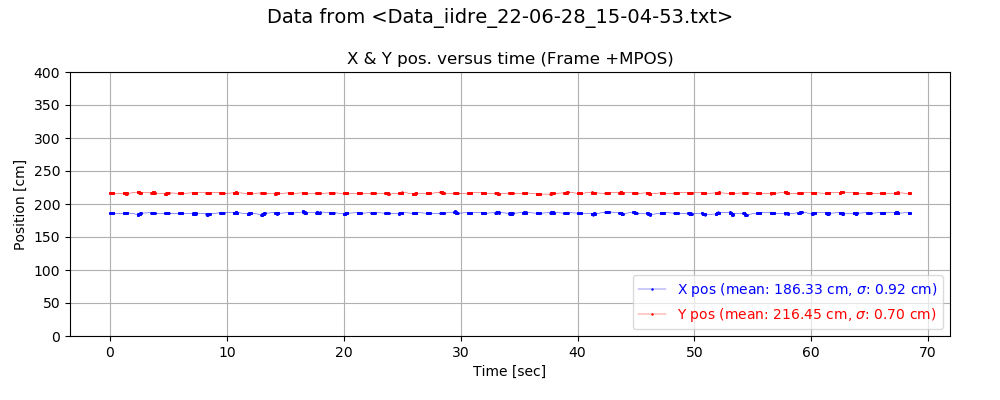 Data from <Data_iidre_22-06-28_15-04-53.txt>
X & Y pos. versus time (Frame +MPOS)
400
350
300
250
200
150
100
50
0
Position [cm]
X pos (mean: 186.33 cm, σ: 0.92 cm)
Y pos (mean: 216.45 cm, σ: 0.70 cm)
0 10 20 30 40 50 60 70
Time [sec]